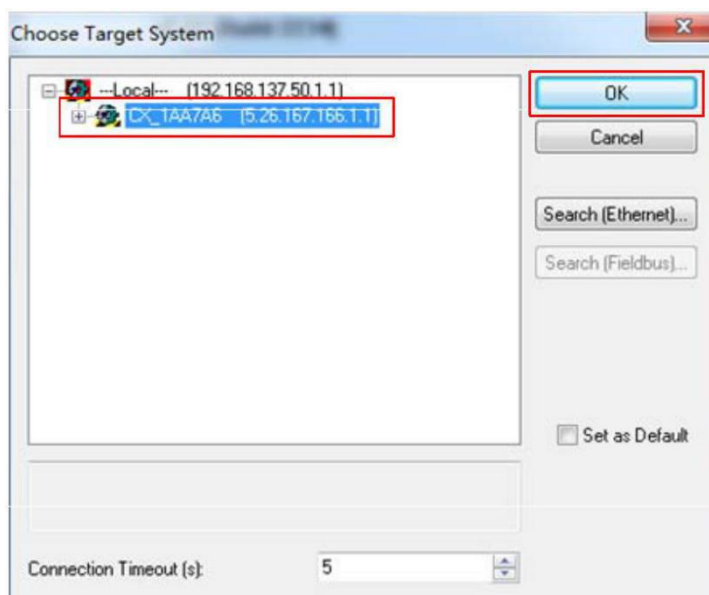 Choose Target System
---Local--- (192.168.137.50.1.1)
CX_1AA7A6 (5.26.167.166.1.1)
OK
Cancel
Search (Ethernet)...
Search (Fieldbus)...
Set as Default
Connection Timeout (s): 5